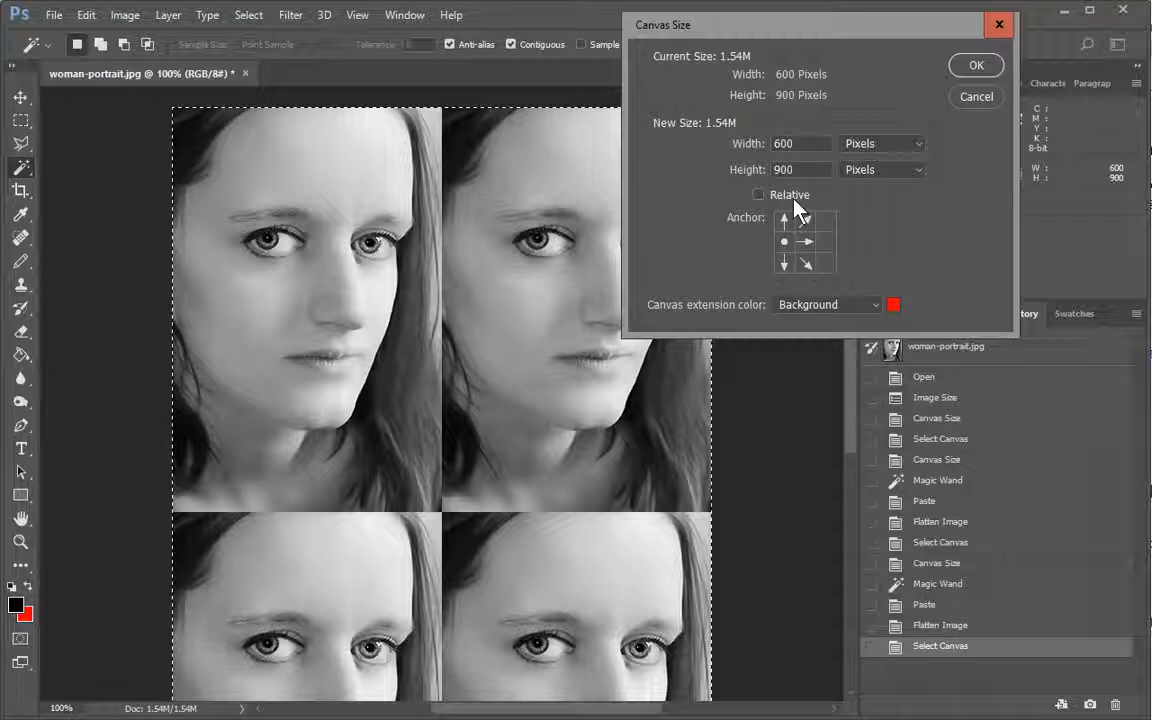 Ps File Edit Image Layer Type Select Filter 3D View Window Help
Sample Size: Point Sample Tolerance: Anti-alias Contiguous Sample
woman-portrait.jpg @ 100% (RGB/8#) * ×
Canvas Size
Current Size: 1.54M
Width: 600 Pixels
Height: 900 Pixels
New Size: 1.54M
Width: 600 Pixels
Height: 900 Pixels
Relative
Anchor:
Canvas extension color: Background
OK
Cancel
Characte Paragrap
C :
M :
Y :
K :
8-bit
W : 600
H : 900
tory Swatches
woman-portrait.jpg
Open
Image Size
Canvas Size
Select Canvas
Canvas Size
Magic Wand
Paste
Flatten Image
Select Canvas
Canvas Size
Magic Wand
Paste
Flatten Image
Select Canvas
100% Doc: 1.54M/1.54M